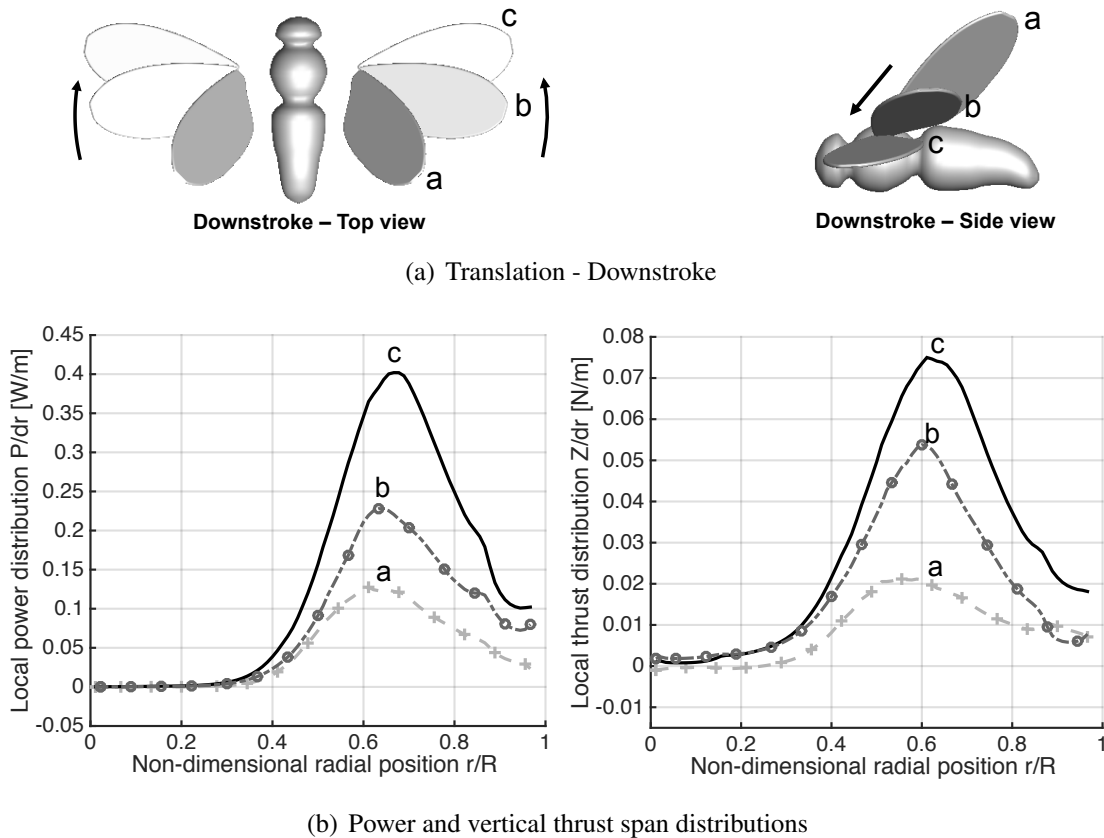 c
b
a
Downstroke – Top view
a
b
c
Downstroke – Side view
(a) Translation - Downstroke
Local power distribution P/dr [W/m]
0.45
0.4
0.35
0.3
0.25
0.2
0.15
0.1
0.05
0
-0.05
c
b
a
0 0.2 0.4 0.6 0.8 1
Non-dimensional radial position r/R
Local thrust distribution Z/dr [N/m]
0.08
0.07
0.06
0.05
0.04
0.03
0.02
0.01
0
-0.01
c
b
a
0 0.2 0.4 0.6 0.8 1
Non-dimensional radial position r/R
(b) Power and vertical thrust span distributions